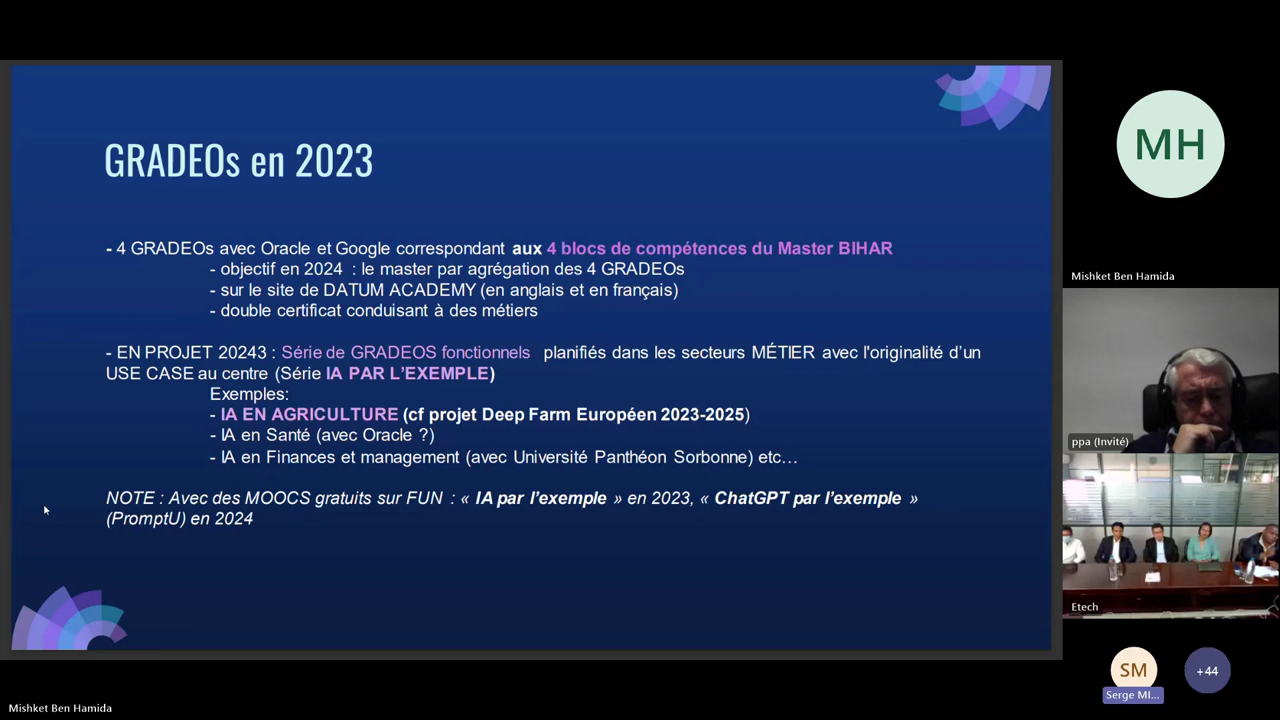 GRADEOs en 2023
- 4 GRADEOs avec Oracle et Google correspondant aux 4 blocs de compétences du Master BIHAR
- objectif en 2024 : le master par agrégation des 4 GRADEOs
- sur le site de DATUM ACADEMY (en anglais et en français)
- double certificat conduisant à des métiers
- EN PROJET 20243 : Série de GRADEOS fonctionnels planifiés dans les secteurs MÉTIER avec l'originalité d'un
USE CASE au centre (Série IA PAR L'EXEMPLE)
Exemples:
- IA EN AGRICULTURE (cf projet Deep Farm Européen 2023-2025)
- IA en Santé (avec Oracle ?)
- IA en Finances et management (avec Université Panthéon Sorbonne) etc…
NOTE : Avec des MOOCS gratuits sur FUN : « IA par l'exemple » en 2023, « ChatGPT par l'exemple »
(PromptU) en 2024
MH
Mishket Ben Hamida
ppa (Invité)
Etech
SM
+44
Serge MI...
Mishket Ben Hamida